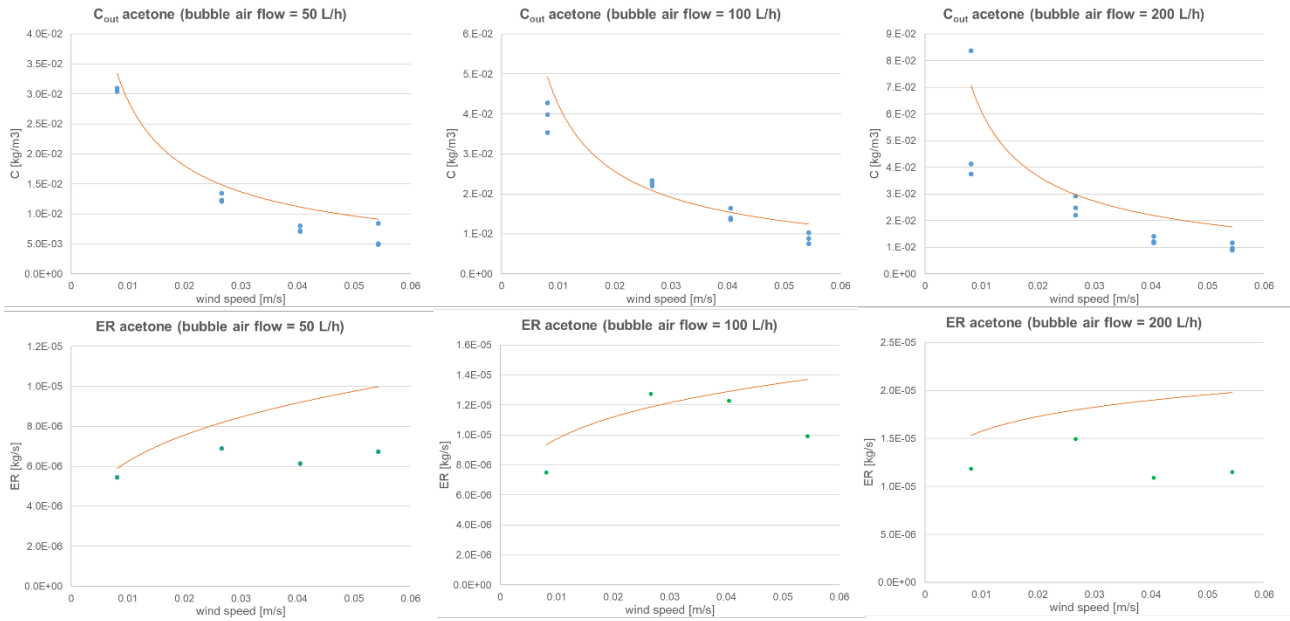 C_out acetone (bubble air flow = 50 L/h)
4.0E-02
3.5E-02
3.0E-02
2.5E-02
2.0E-02
1.5E-02
1.0E-02
5.0E-03
0.0E+00
C [kg/m3]
0
0.01
0.02
0.03
0.04
0.05
0.06
wind speed [m/s]
C_out acetone (bubble air flow = 100 L/h)
6.E-02
5.E-02
4.E-02
3.E-02
2.E-02
1.E-02
0.E+00
C [kg/m3]
0
0.01
0.02
0.03
0.04
0.05
0.06
wind speed [m/s]
C_out acetone (bubble air flow = 200 L/h)
9.E-02
8.E-02
7.E-02
6.E-02
5.E-02
4.E-02
3.E-02
2.E-02
1.E-02
0.E+00
C [kg/m3]
0
0.01
0.02
0.03
0.04
0.05
0.06
wind speed [m/s]
ER acetone (bubble air flow = 50 L/h)
1.2E-05
1.0E-05
8.0E-06
6.0E-06
4.0E-06
2.0E-06
0.0E+00
ER [kg/s]
0
0.01
0.02
0.03
0.04
0.05
0.06
wind speed [m/s]
ER acetone (bubble air flow = 100 L/h)
1.6E-05
1.4E-05
1.2E-05
1.0E-05
8.0E-06
6.0E-06
4.0E-06
2.0E-06
0.0E+00
ER [kg/s]
0
0.01
0.02
0.03
0.04
0.05
0.06
wind speed [m/s]
ER acetone (bubble air flow = 200 L/h)
2.5E-05
2.0E-05
1.5E-05
1.0E-05
5.0E-06
0.0E+00
ER [kg/s]
0
0.01
0.02
0.03
0.04
0.05
0.06
wind speed [m/s]